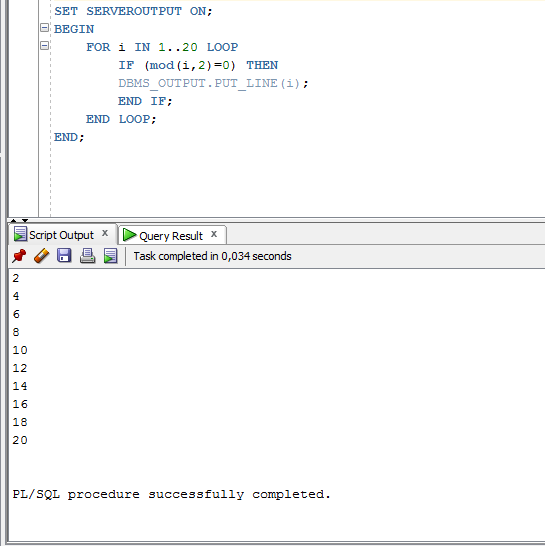 SET SERVEROUTPUT ON;
BEGIN
FOR i IN 1..20 LOOP
IF (mod(i,2)=0) THEN
DBMS_OUTPUT.PUT_LINE(i);
END IF;
END LOOP;
END;
Script Output x Query Result x
Task completed in 0,034 seconds
2
4
6
8
10
12
14
16
18
20
PL/SQL procedure successfully completed.